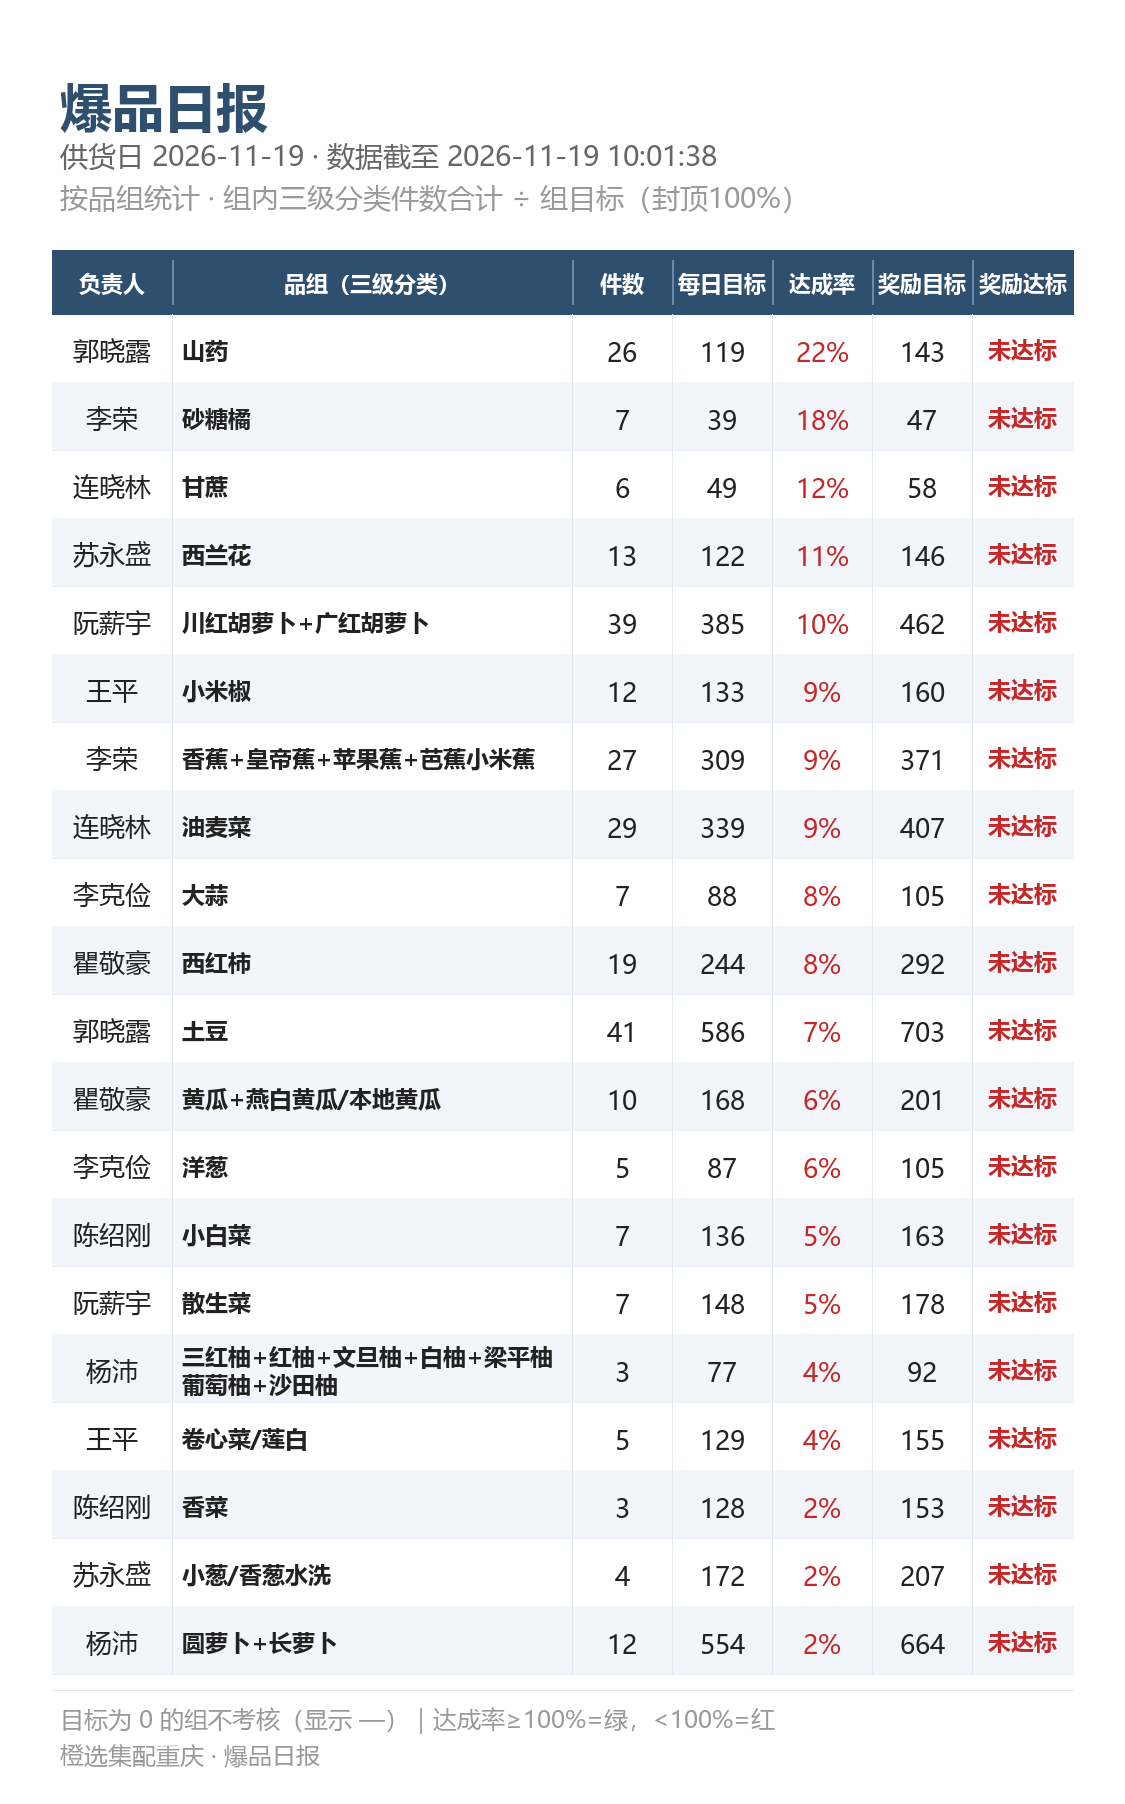 爆品日报
供货日 2026-11-19 · 数据截至 2026-11-19 10:01:38
按品组统计 · 组内三级分类件数合计 ÷ 组目标（封顶100%）
负责人 品组（三级分类） 件数 每日目标 达成率 奖励目标 奖励达标
郭晓露 山药 26 119 22% 143 未达标
李荣 砂糖橘 7 39 18% 47 未达标
连晓林 甘蔗 6 49 12% 58 未达标
苏永盛 西兰花 13 122 11% 146 未达标
阮薪宇 川红胡萝卜+广红胡萝卜 39 385 10% 462 未达标
王平 小米椒 12 133 9% 160 未达标
李荣 香蕉+皇帝蕉+苹果蕉+芭蕉小米蕉 27 309 9% 371 未达标
连晓林 油麦菜 29 339 9% 407 未达标
李克俭 大蒜 7 88 8% 105 未达标
瞿敬豪 西红柿 19 244 8% 292 未达标
郭晓露 土豆 41 586 7% 703 未达标
瞿敬豪 黄瓜+燕白黄瓜/本地黄瓜 10 168 6% 201 未达标
李克俭 洋葱 5 87 6% 105 未达标
陈绍刚 小白菜 7 136 5% 163 未达标
阮薪宇 散生菜 7 148 5% 178 未达标
杨沛 三红柚+红柚+文旦柚+白柚+梁平柚 3 77 4% 92 未达标
葡萄柚+沙田柚
王平 卷心菜/莲白 5 129 4% 155 未达标
陈绍刚 香菜 3 128 2% 153 未达标
苏永盛 小葱/香葱水洗 4 172 2% 207 未达标
杨沛 圆萝卜+长萝卜 12 554 2% 664 未达标
目标为 0 的组不考核（显示 —）｜达成率≥100%=绿，<100%=红
橙选集配重庆 · 爆品日报